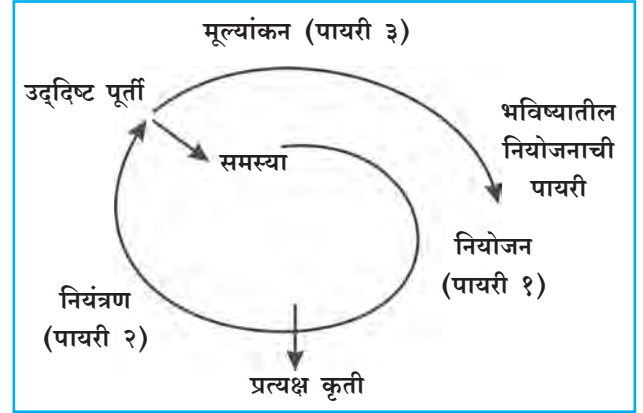 मूल्यांकन (पायरी ३)
उद्‌दिष्ट पूर्ती
भविष्यातील
नियोजनाची
पायरी
समस्या
नियोजन
(पायरी १)
नियंत्रण
(पायरी २)
प्रत्यक्ष कृती